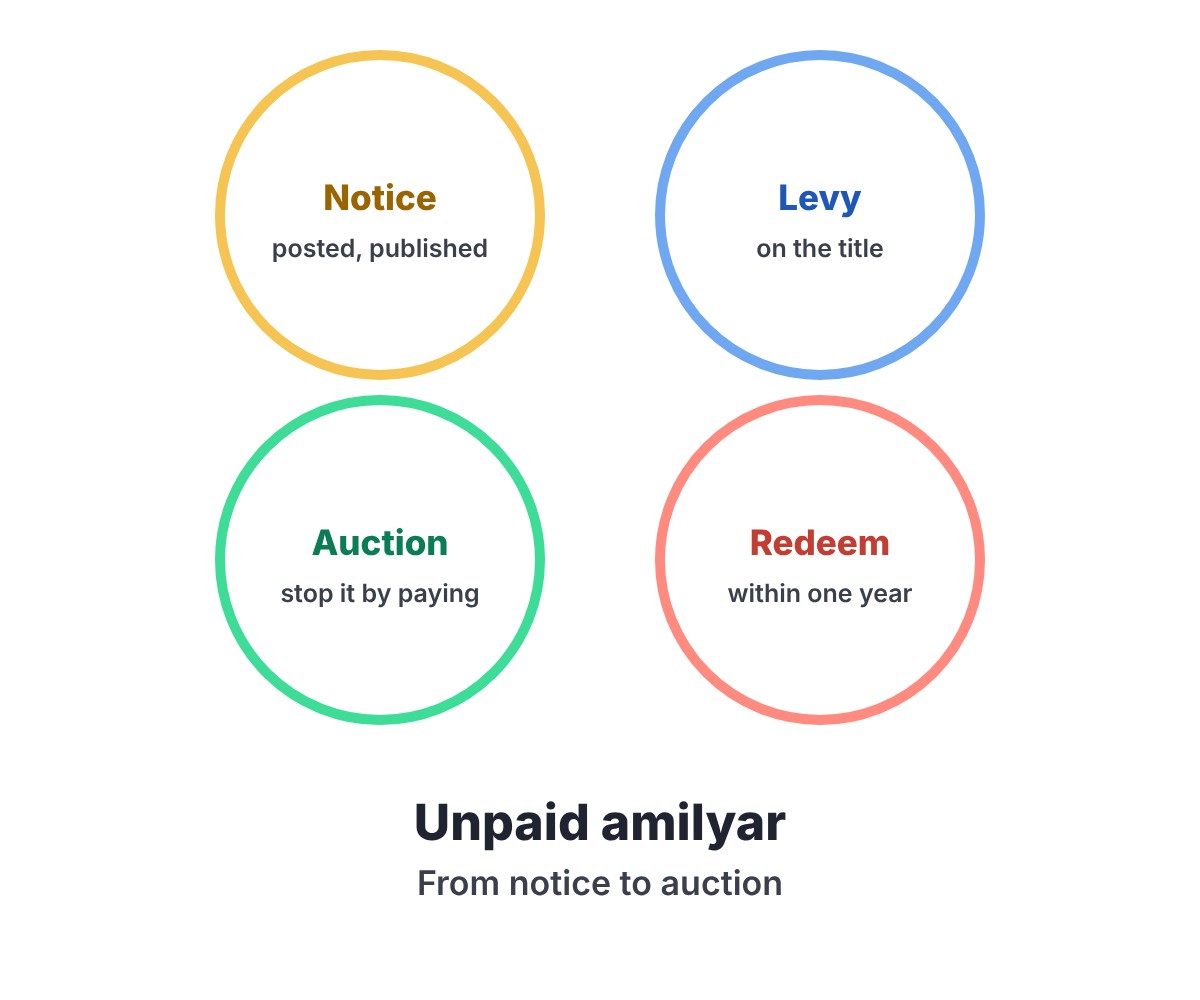 Notice
posted, published
Levy
on the title
Auction
stop it by paying
Redeem
within one year
Unpaid amilyar
From notice to auction